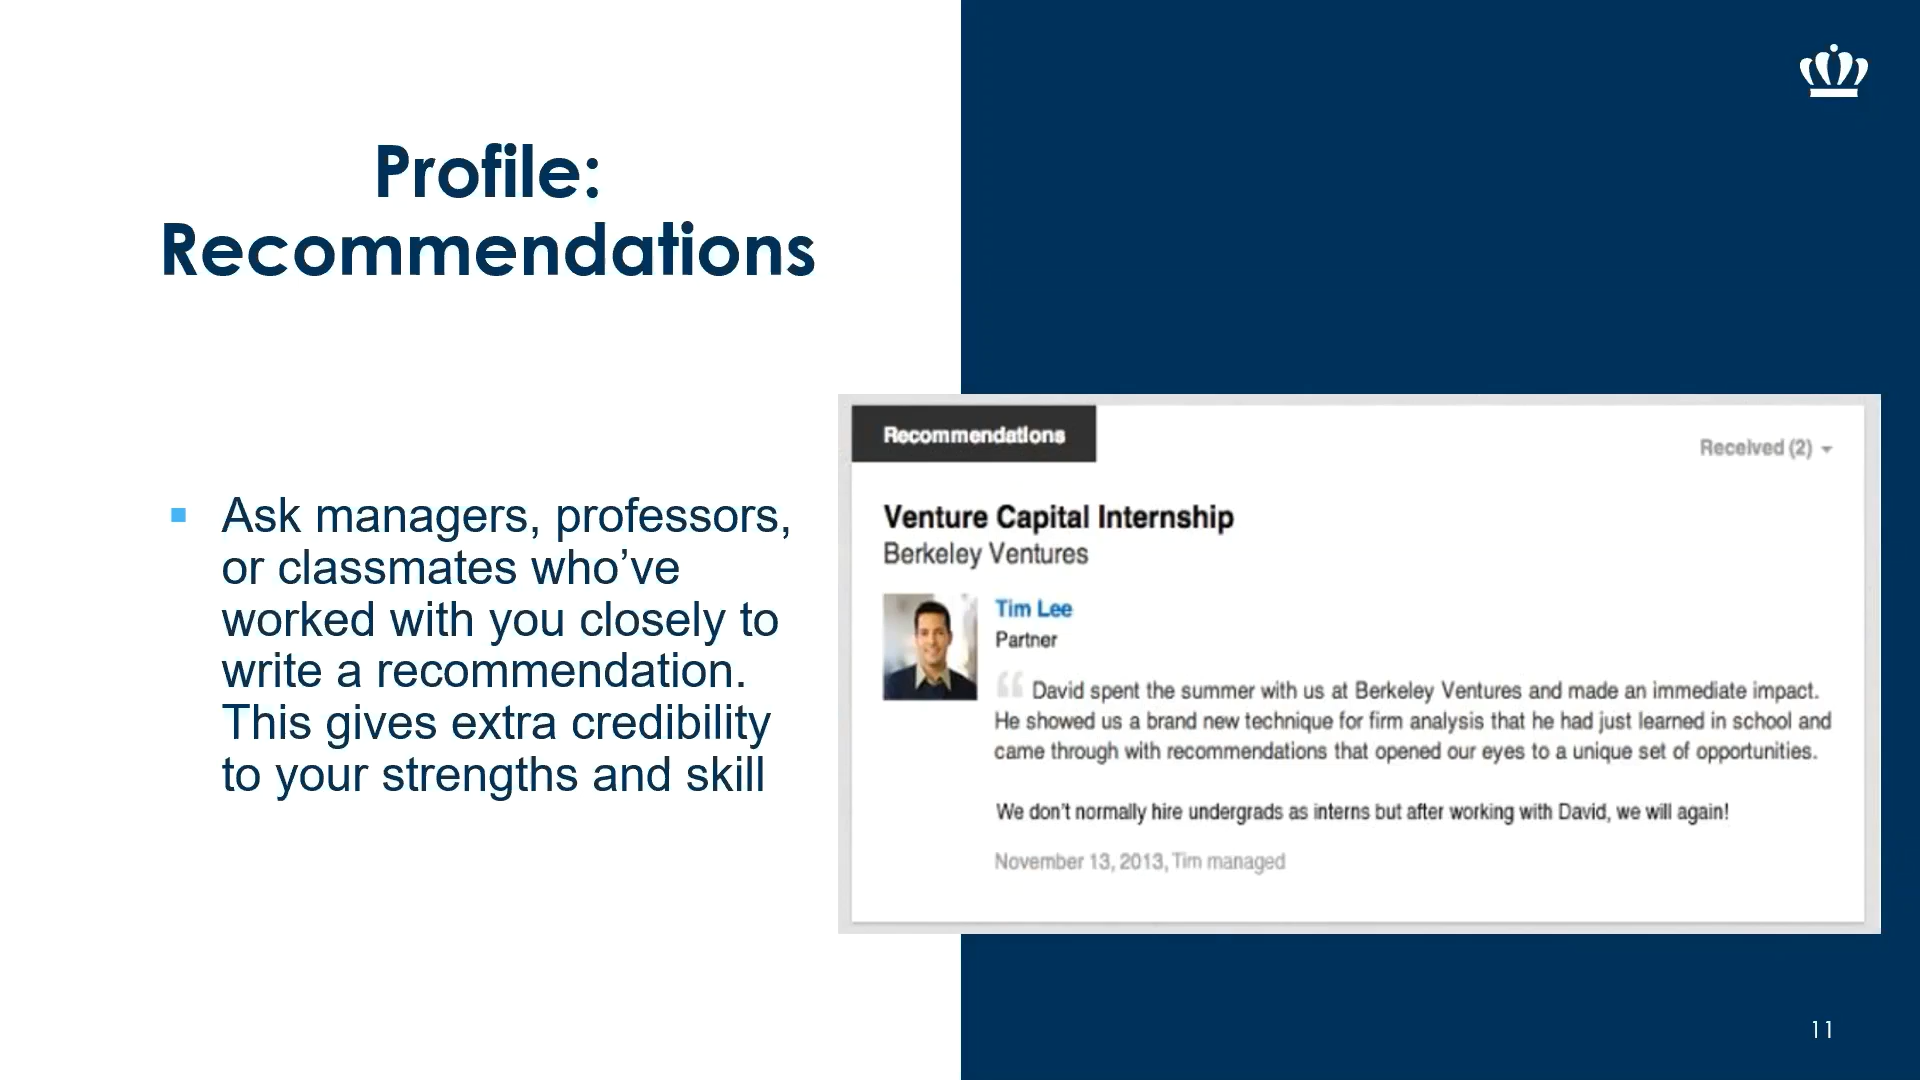 Profile:
Recommendations
Ask managers, professors,
or classmates who’ve
worked with you closely to
write a recommendation.
This gives extra credibility
to your strengths and skill
Recommendations
Received (2)
Venture Capital Internship
Berkeley Ventures
Tim Lee
Partner
“ David spent the summer with us at Berkeley Ventures and made an immediate impact.
He showed us a brand new technique for firm analysis that he had just learned in school and
came through with recommendations that opened our eyes to a unique set of opportunities.
We don’t normally hire undergrads as interns but after working with David, we will again!
November 13, 2013, Tim managed
11